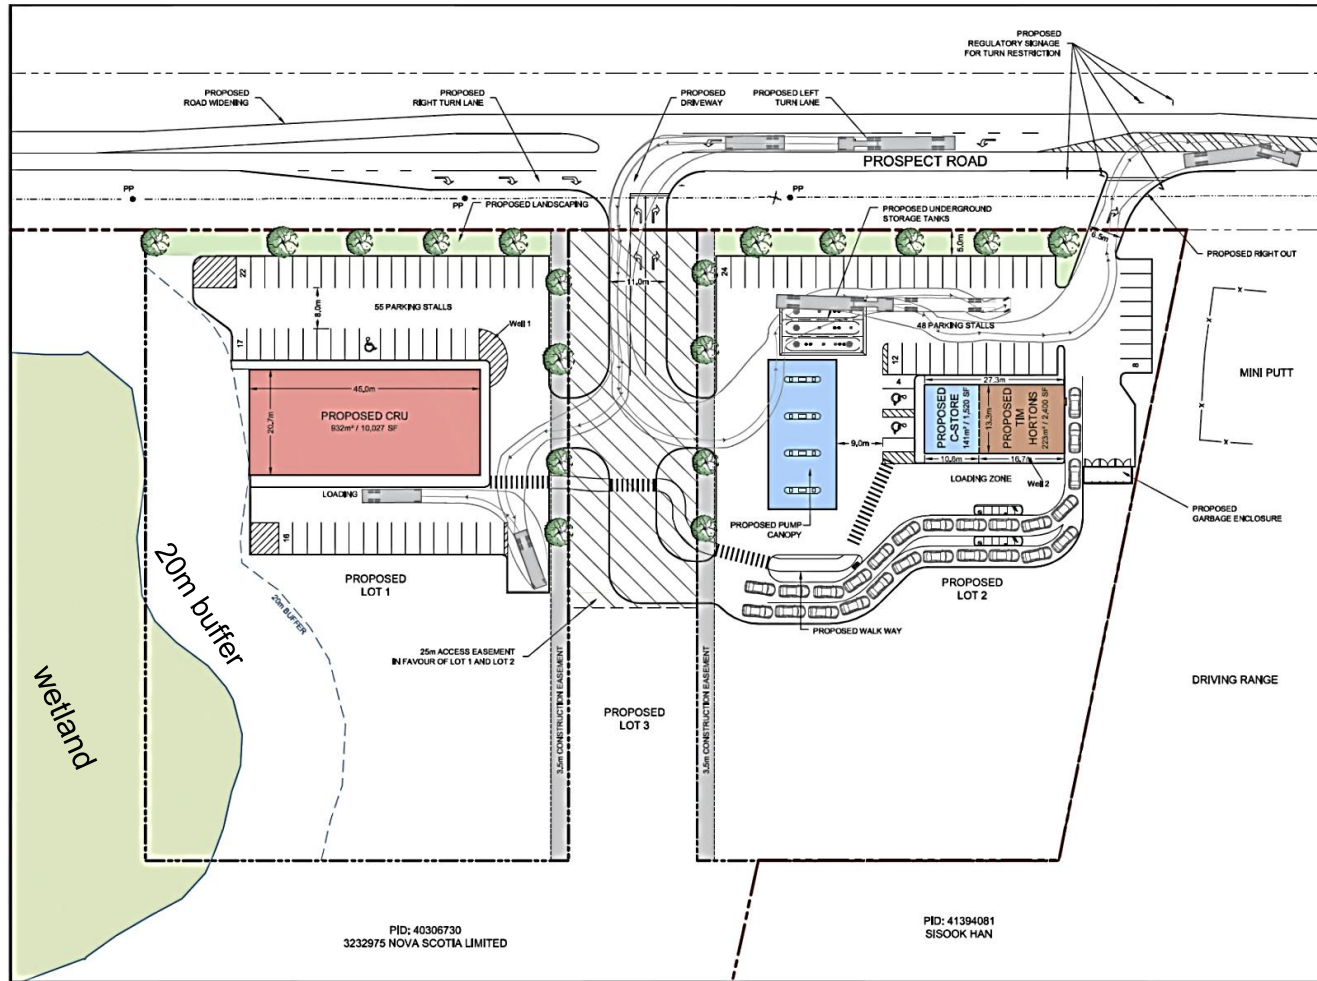 PROPOSED
REGULATORY SIGNAGE
FOR TURN RESTRICTION
PROPOSED
ROAD WIDENING
PROPOSED
RIGHT TURN LANE
PROPOSED
DRIVEWAY
PROPOSED LEFT
TURN LANE
PROSPECT ROAD
PP
PP
PP
PROPOSED LANDSCAPING
PROPOSED UNDERGROUND
STORAGE TANKS
5.0m
6.5m
PROPOSED RIGHT OUT
22
55 PARKING STALLS
8.0m
17
Well 1
11.0m
24
48 PARKING STALLS
12
8
X
X
X
X
MINI PUTT
45.0m
20.7m
PROPOSED CRU
932m² / 10,027 SF
4
27.3m
PROPOSED
C-STORE
141m² / 1,520 SF
13.3m
PROPOSED
TIM
HORTONS
223m² / 2,400 SF
9.0m
10.6m
16.7m
LOADING
LOADING ZONE
Well 2
PROPOSED
GARBAGE ENCLOSURE
16
PROPOSED PUMP
CANOPY
PROPOSED
LOT 1
PROPOSED
LOT 2
20m buffer
20m BUFFER
PROPOSED WALK WAY
25m ACCESS EASEMENT
IN FAVOUR OF LOT 1 AND LOT 2
wetland
3.5m CONSTRUCTION EASEMENT
PROPOSED
LOT 3
3.5m CONSTRUCTION EASEMENT
DRIVING RANGE
PID: 40306730
3232975 NOVA SCOTIA LIMITED
PID: 41394081
SISOOK HAN